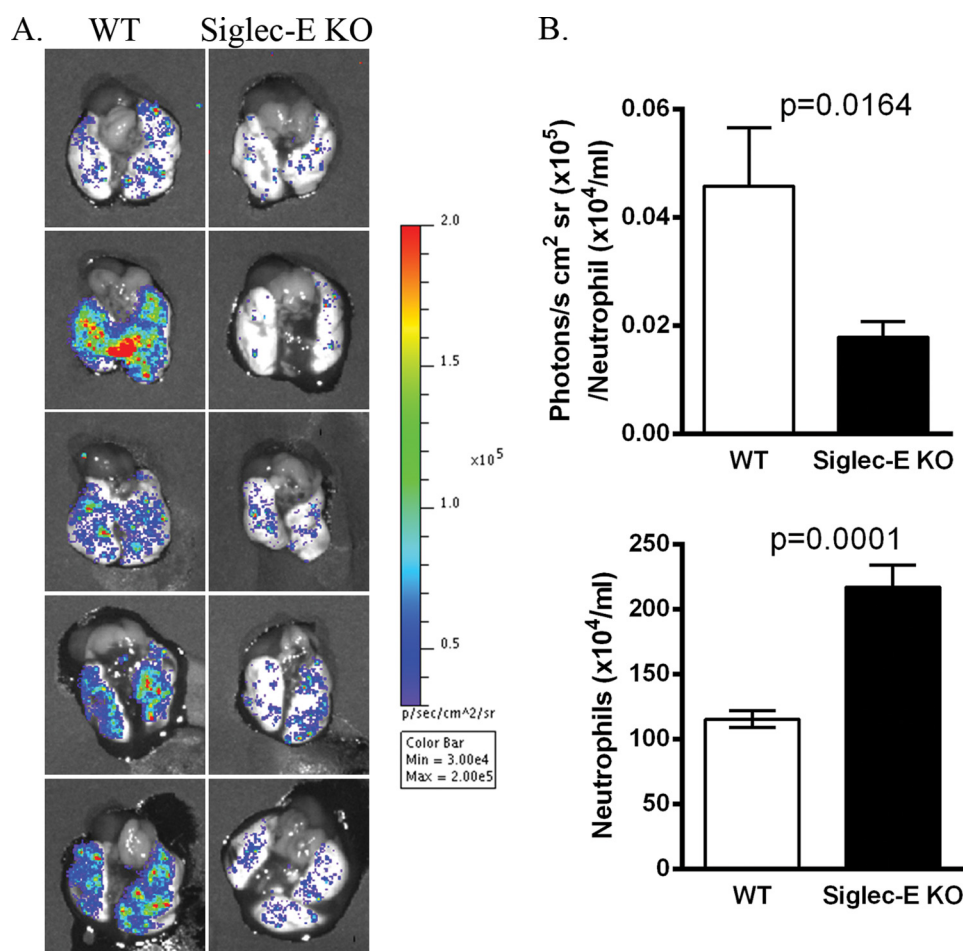 A.
WT Siglec-E KO
2.0
1.5
x10⁵
1.0
0.5
p/sec/cm^2/sr
Color Bar
Min = 3.00e4
Max = 2.00e5
B.
Photons/s cm² sr (x10⁵)
/Neutrophil (x10⁴/ml)
p=0.0164
0.06
0.04
0.02
0.00
WT Siglec-E KO
Neutrophils (x10⁴/ml)
p=0.0001
250
200
150
100
50
0
WT Siglec-E KO